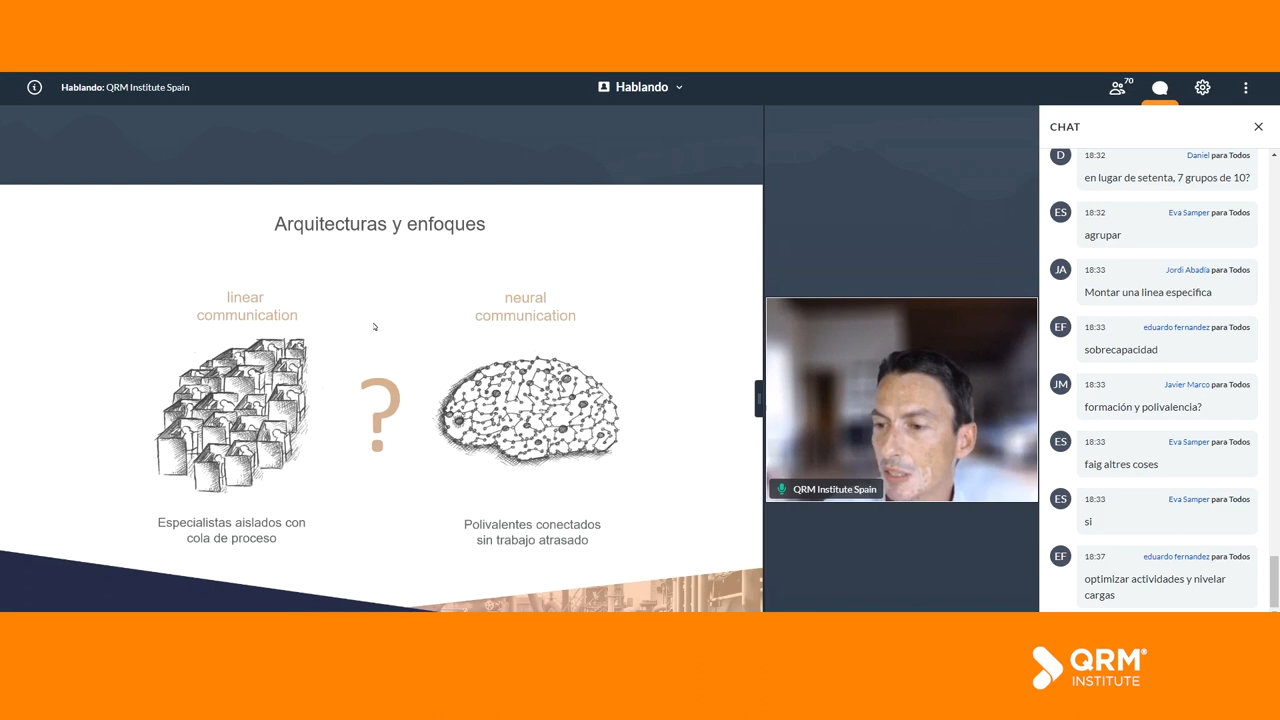 Hablando: QRM Institute Spain
Hablando
70
Arquitecturas y enfoques
linear
communication
neural
communication
?
Especialistas aislados con
cola de proceso
Polivalentes conectados
sin trabajo atrasado
QRM Institute Spain
CHAT
D
18:32
Daniel para Todos
en lugar de setenta, 7 grupos de 10?
ES
18:32
Eva Samper para Todos
agrupar
JA
18:33
Jordi Abadía para Todos
Montar una linea especifica
EF
18:33
eduardo fernandez para Todos
sobrecapacidad
JM
18:33
Javier Marco para Todos
formación y polivalencia?
ES
18:33
Eva Samper para Todos
faig altres coses
ES
18:33
Eva Samper para Todos
si
EF
18:37
eduardo fernandez para Todos
optimizar actividades y nivelar
cargas
QRM®
INSTITUTE